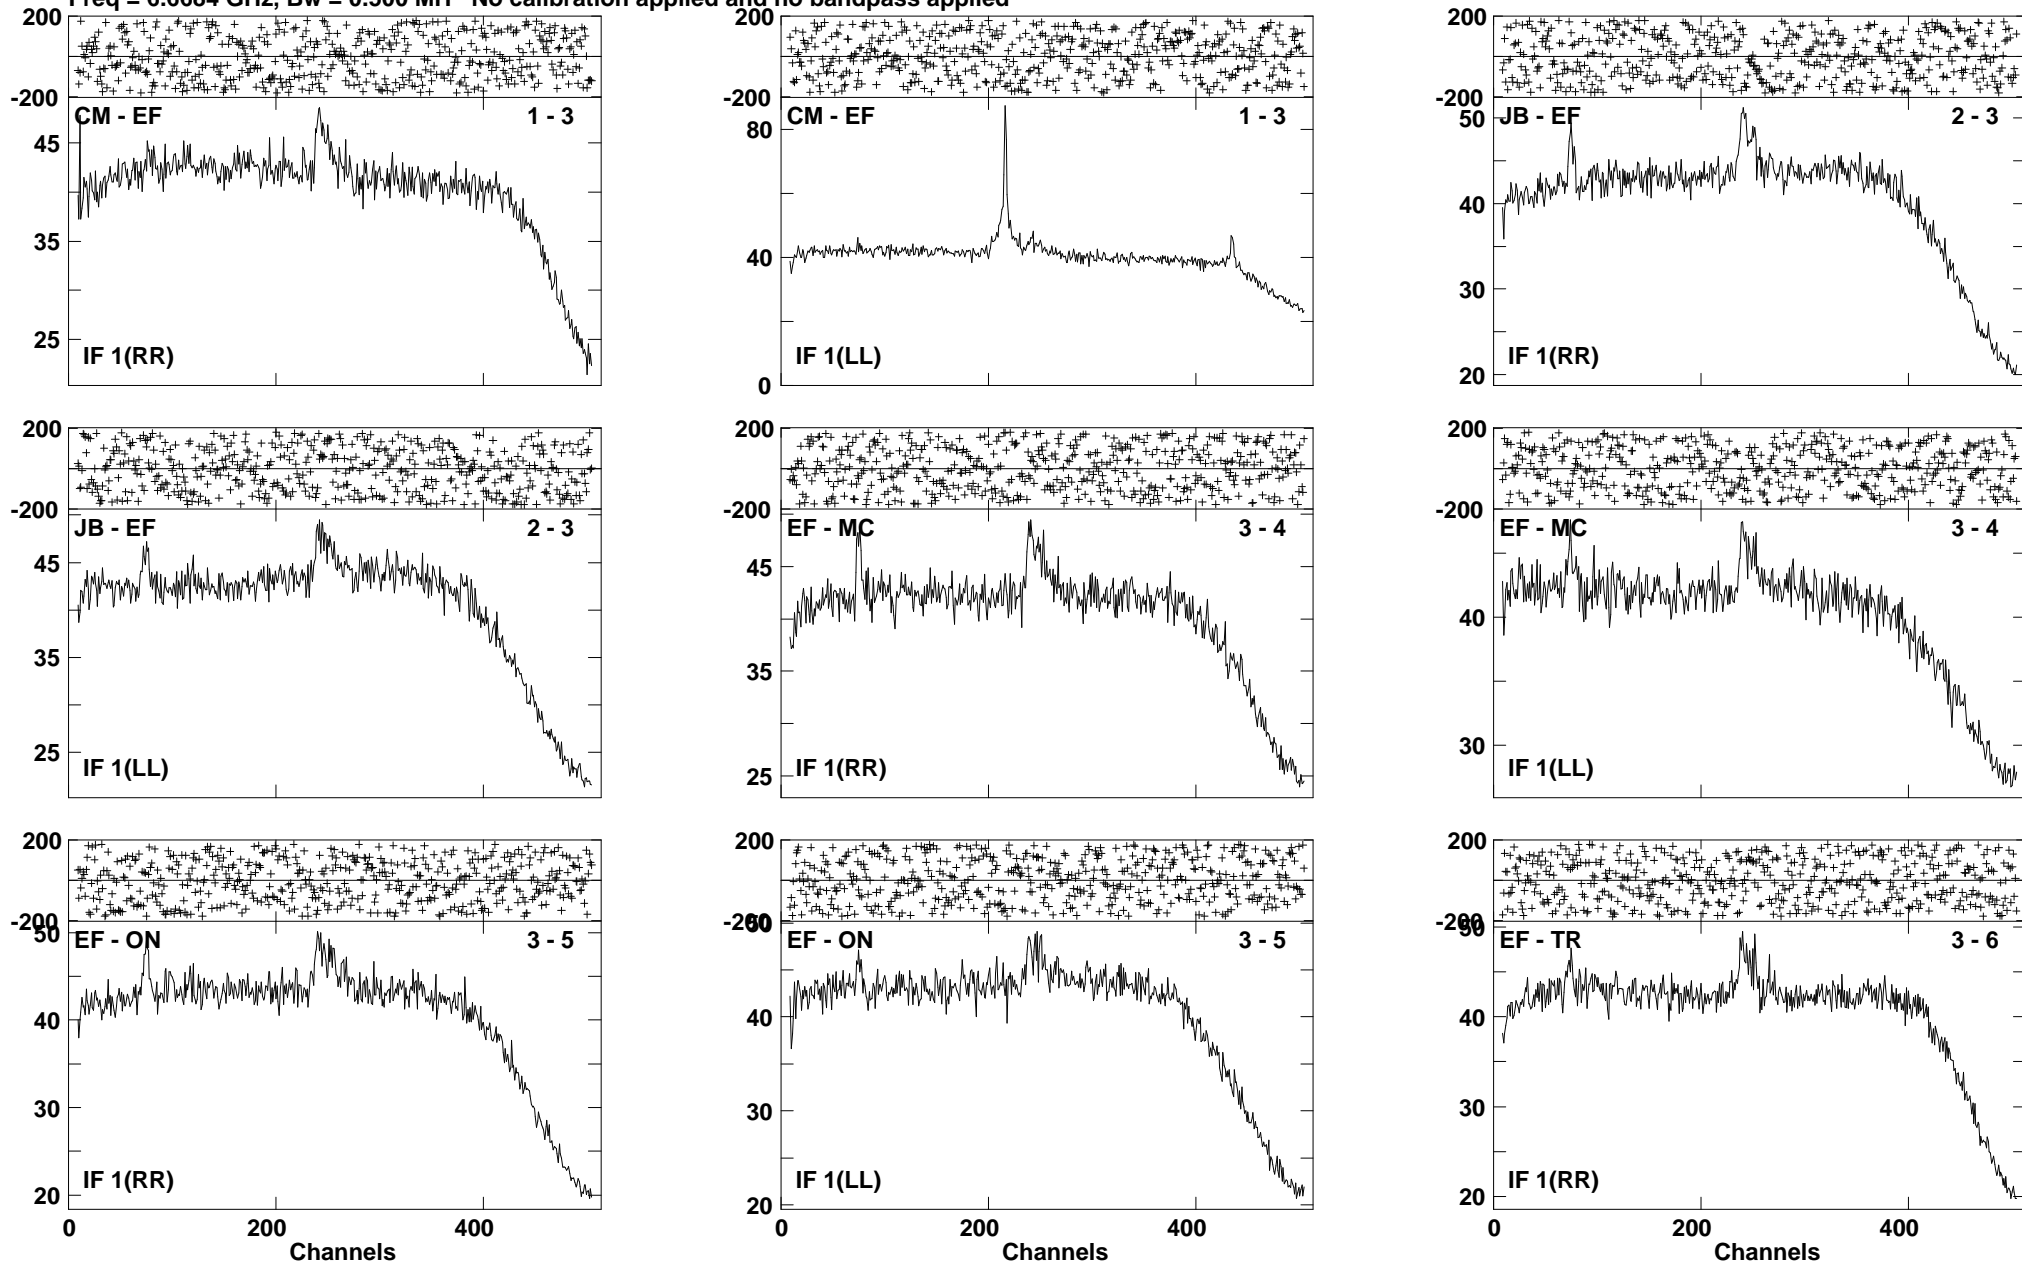 Freq = 6.6684 GHz, Bw = 0.500 MH No calibration applied and no bandpass applied
200 200 200
-200 -200 -200
CM - EF 1 - 3 CM - EF 1 - 3 JB - EF 2 - 3
45 80 50
35 40 40
25 0 30
20
IF 1(RR) IF 1(LL) IF 1(RR)
200 200 200
-200 -200 -200
JB - EF 2 - 3 EF - MC 3 - 4 EF - MC 3 - 4
45 45 40
35 35 30
25 25
IF 1(LL) IF 1(RR) IF 1(LL)
200 200 200
-200 -200 -200
EF - ON 3 - 5 EF - ON 3 - 5 EF - TR 3 - 6
50 50 50
40 40 40
30 30 30
20 20 20
IF 1(RR) IF 1(LL) IF 1(RR)
0 200 400 0 200 400 0 200 400
Channels Channels Channels